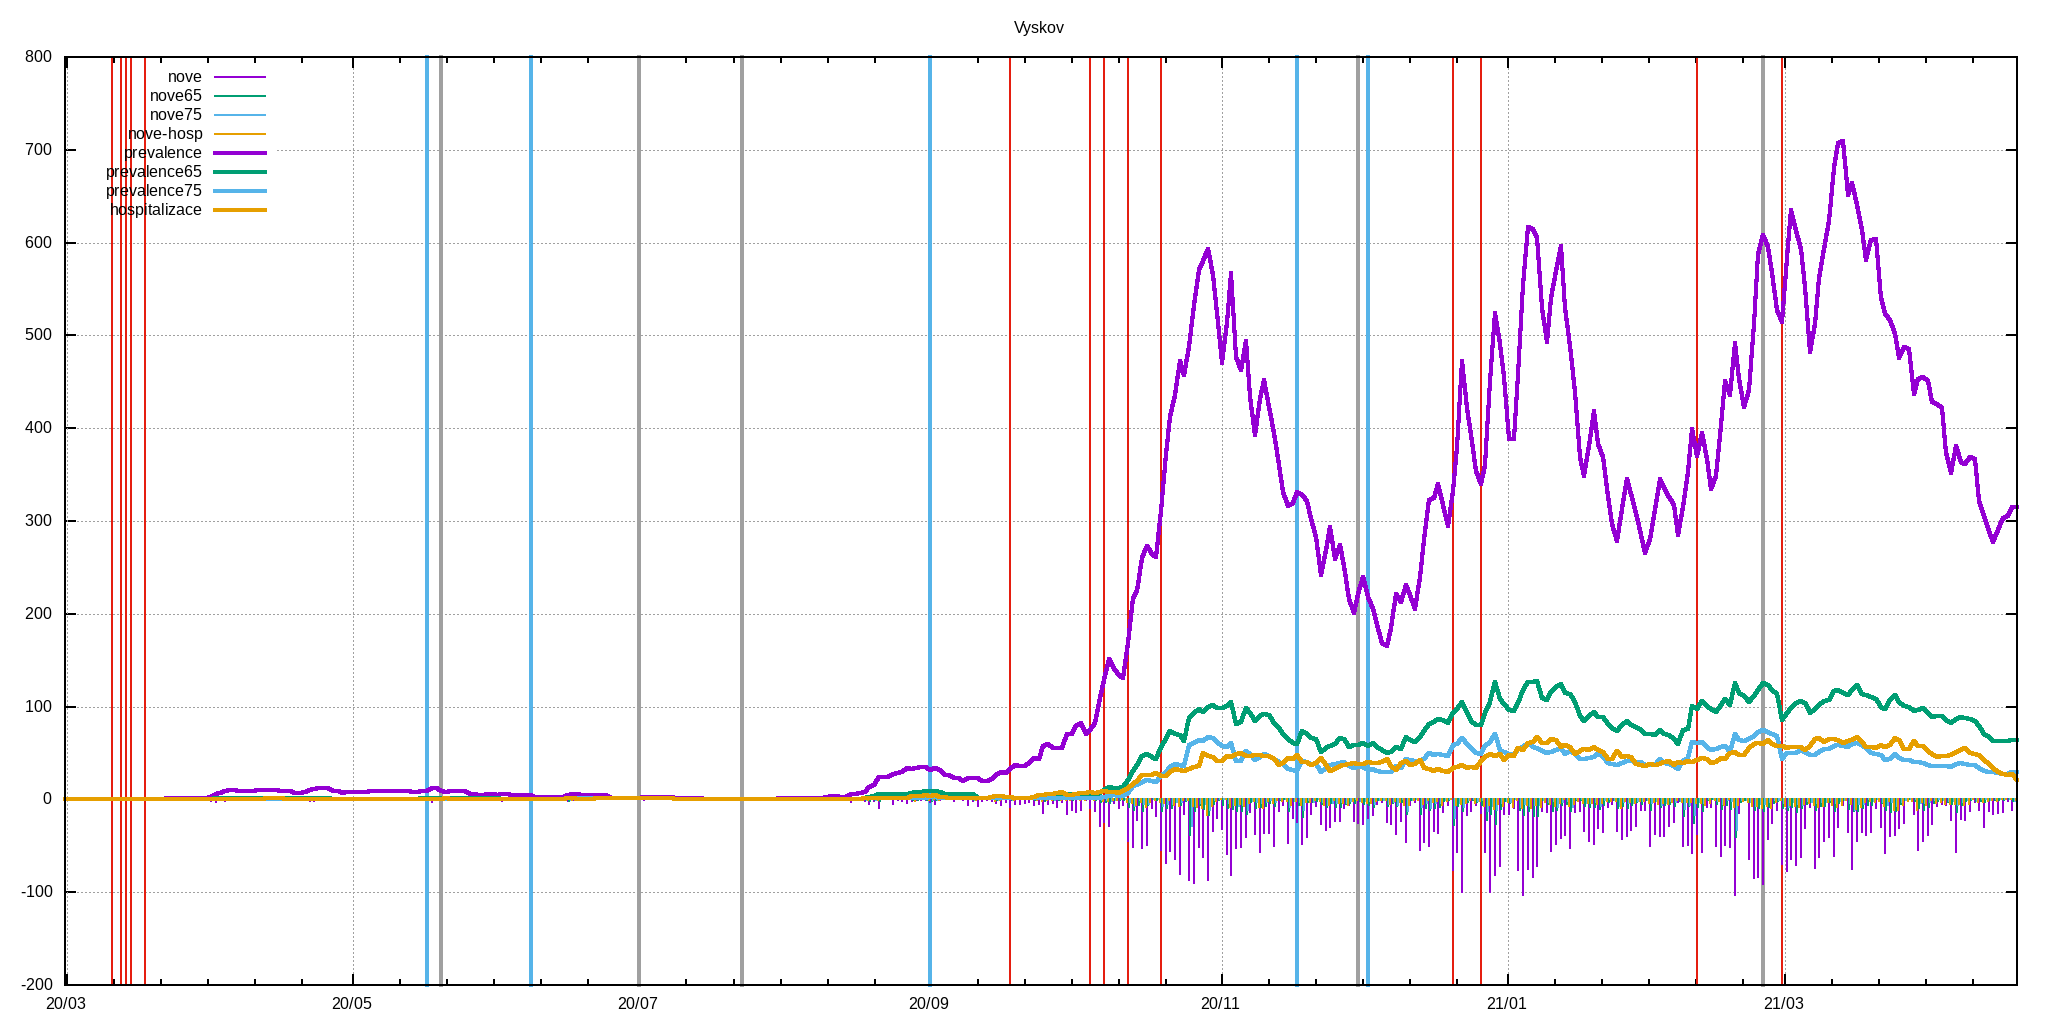 Vyskov
800
700
600
500
400
300
200
100
0
-100
-200
nove
nove65
nove75
nove-hosp
prevalence
prevalence65
prevalence75
hospitalizace
20/03 20/05 20/07 20/09 20/11 21/01 21/03